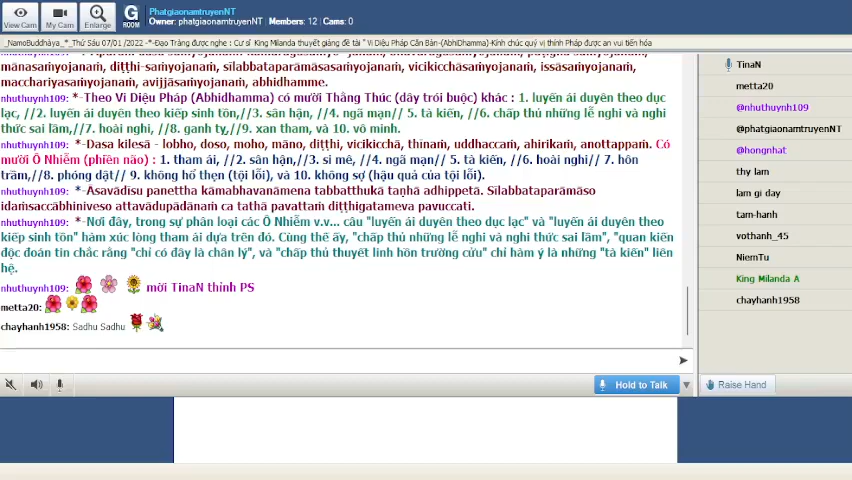 View Cam
My Cam
Enlarge
G
ROOM
PhatgiaonamtruyenNT
Owner: phatgiaonamtruyenNT Members: 12 | Cams: 0
_NamoBuddhàya_*_Thứ Sáu 07/01 /2022 -*-Đạo Tràng được nghe : Cư sĩ King Milanda thuyết giảng đề tài " Vi Diệu Pháp Căn Bản-(AbhiDhamma)-Kính chúc quý vị thính Pháp được an vui tiến hóa
mānasaṁyojanaṁ, diṭṭhi-saṁyojanaṁ, sīlabbataparāmāsasaṁyojanaṁ, vicikicchāsaṁyojanaṁ, issāsaṁyojanaṁ,
macchariyasaṁyojanaṁ, avijjāsaṁyojanaṁ, abhidhamme.
nhuthuynh109: *-Theo Vi Diệu Pháp (Abhidhamma) có mười Thằng Thúc (dây trói buộc) khác : 1. luyến ái duyên theo dục
lạc, //2. luyến ái duyên theo kiếp sinh tồn,//3. sân hận, //4. ngã mạn// 5. tà kiến, //6. chấp thủ những lễ nghi và nghi
thức sai lầm,//7. hoài nghi, //8. ganh tỵ,//9. xan tham, và 10. vô minh.
nhuthuynh109: *-Dasa kilesā - lobho, doso, moho, māno, diṭṭhi, vicikicchā, thīnaṁ, uddhaccaṁ, ahirikaṁ, anottappaṁ. Có
mười Ô Nhiễm (phiền não) : 1. tham ái, //2. sân hận,//3. si mê, //4. ngã mạn// 5. tà kiến, //6. hoài nghi// 7. hôn
trầm,//8. phóng dật// 9. không hổ thẹn (tội lỗi), và 10. không sợ (hậu quả của tội lỗi).
nhuthuynh109: *-Āsavādīsu panettha kāmabhavanāmena tabbatthukā taṇhā adhippetā. Sīlabbataparāmāso
idaṁsaccābhiniveso attavādupādānaṁ ca tathā pavattaṁ diṭṭhigatameva pavuccati.
nhuthuynh109: *-Nơi đây, trong sự phân loại các Ô Nhiễm v.v... câu "luyến ái duyên theo dục lạc" và "luyến ái duyên theo
kiếp sinh tồn" hàm xúc lòng tham ái dựa trên đó. Cùng thế ấy, "chấp thủ những lễ nghi và nghi thức sai lầm", "quan kiến
độc đoán tin chắc rằng "chỉ có đây là chân lý", và "chấp thủ thuyết linh hồn trường cửu" chỉ hàm ý là những "tà kiến" liên
hệ.
nhuthuynh109: mời TinaN thỉnh PS
metta20:
chayhanh1958: Sadhu Sadhu
Hold to Talk
Raise Hand
TinaN
metta20
@nhuthuynh109
@phatgiaonamtruyenNT
@hongnhat
thy lam
lam gi day
tam-hanh
vothanh_45
NiemTu
King Milanda A
chayhanh1958